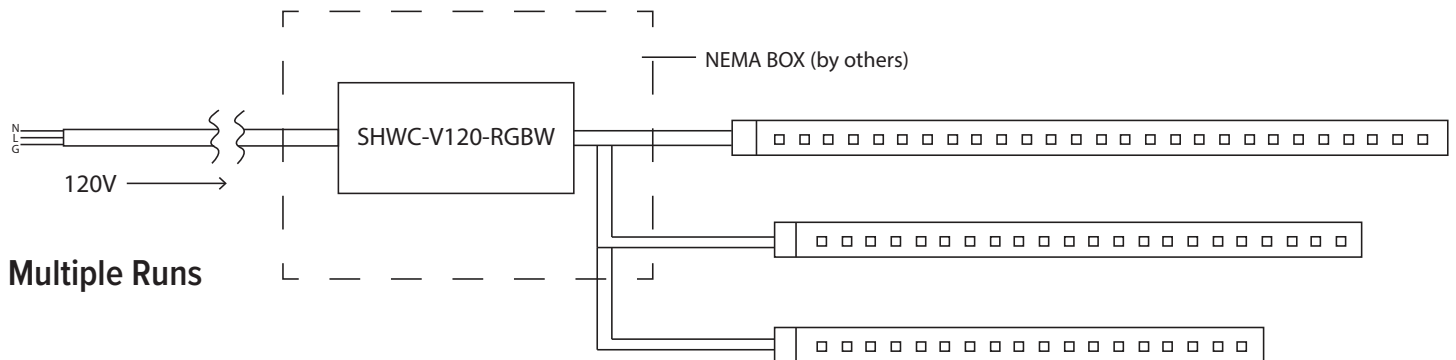 NEMA BOX (by others)
N
L
G
SHWC-V120-RGBW
120V
Multiple Runs